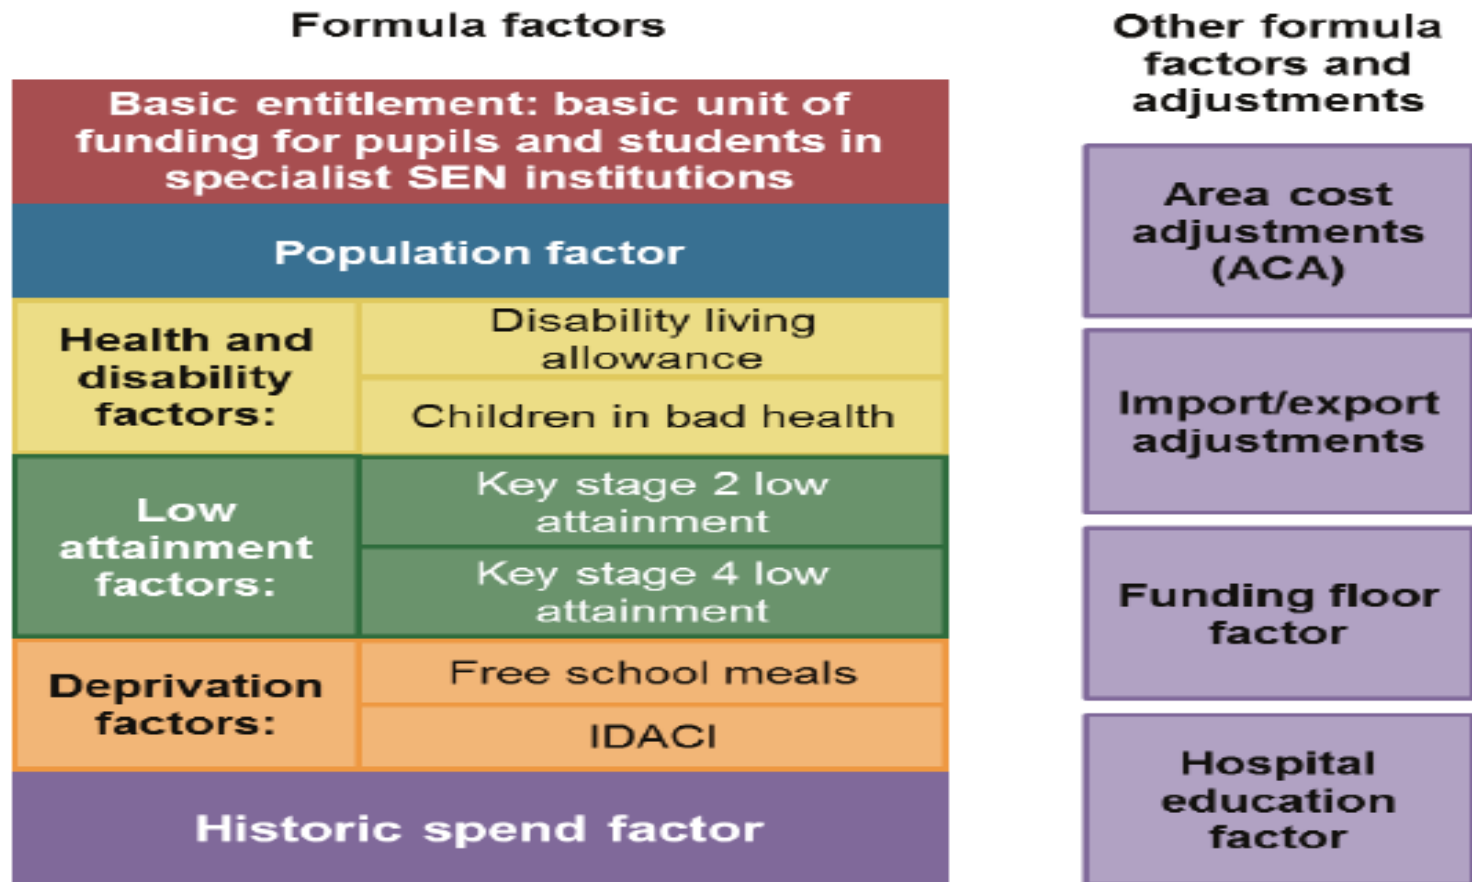 Formula factors
Basic entitlement: basic unit of
funding for pupils and students in
specialist SEN institutions
Population factor
Health and
disability
factors:
Disability living
allowance
Children in bad health
Low
attainment
factors:
Key stage 2 low
attainment
Key stage 4 low
attainment
Deprivation
factors:
Free school meals
IDACI
Historic spend factor
Other formula
factors and
adjustments
Area cost
adjustments
(ACA)
Import/export
adjustments
Funding floor
factor
Hospital
education
factor